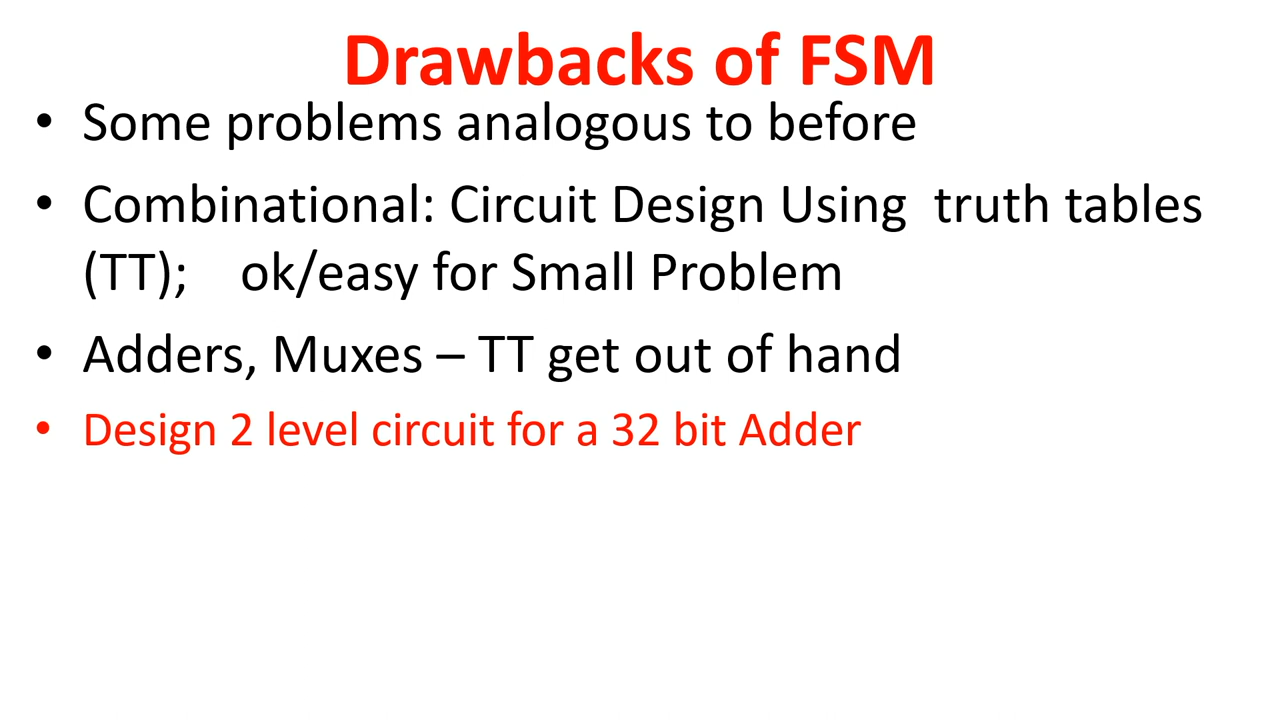 Drawbacks of FSM
• Some problems analogous to before
• Combinational: Circuit Design Using  truth tables
(TT);    ok/easy for Small Problem
• Adders, Muxes – TT get out of hand
• Design 2 level circuit for a 32 bit Adder